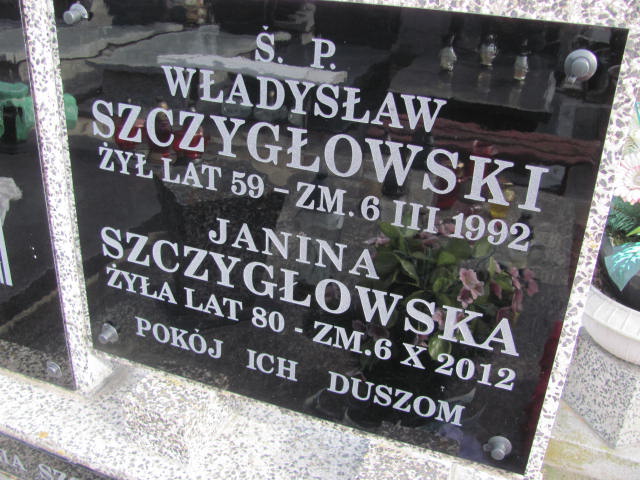 Ś. P.
WŁADYSŁAW
SZCZYGŁOWSKI
ŻYŁ LAT 59 - ZM. 6 III 1992
JANINA
SZCZYGŁOWSKA
ŻYŁA LAT 80 - ZM. 6 X 2012
POKÓJ ICH DUSZOM